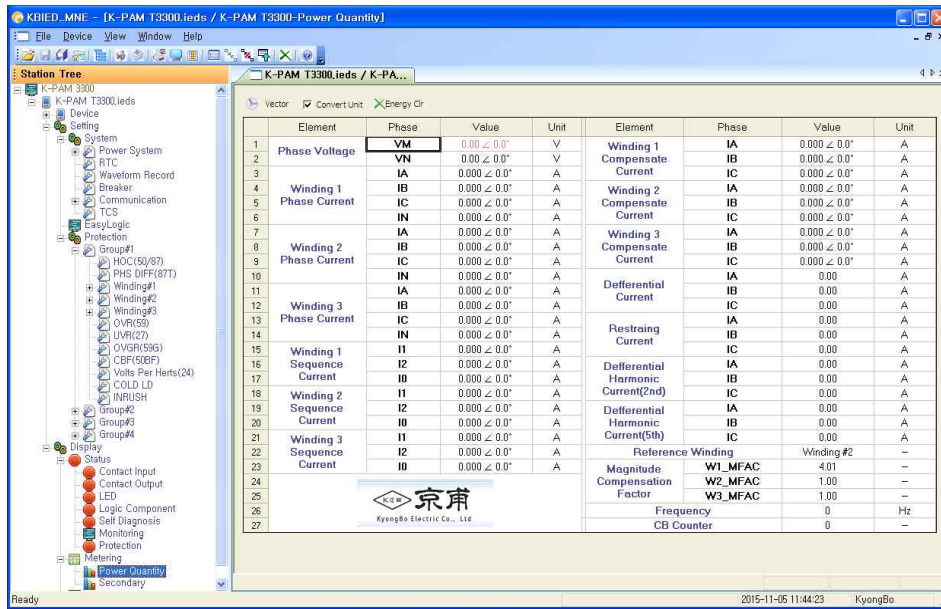 KBIED_MNE - [K-PAM T3300.ieds / K-PAM T3300-Power Quantity]
File Device View Window Help
Station Tree
K-PAM T3300.ieds / K-PA...
K-PAM 3300
K-PAM T3300.ieds
Device
Setting
System
Power System
RTC
Waveform Record
Breaker
Communication
TCS
EasyLogic
Protection
Group#1
HOC(50/87)
PHS DIFF(87T)
Winding#1
Winding#2
Winding#3
OVR(59)
UVR(27)
OVGR(59G)
CBF(50BF)
Volts Per Herts(24)
COLD LD
INRUSH
Group#2
Group#3
Group#4
Display
Status
Contact Input
Contact Output
LED
Logic Component
Self Diagnosis
Monitoring
Protection
Metering
Power Quantity
Secondary
Vector Convert Unit Energy Clr
Element Phase Value Unit Element Phase Value Unit
1 Phase Voltage VM 0.00 ∠ 0.0° V Winding 1 Compensate Current IA 0.000 ∠ 0.0° A
2 VN 0.00 ∠ 0.0° V IB 0.000 ∠ 0.0° A
3 Winding 1 Phase Current IA 0.000 ∠ 0.0° A IC 0.000 ∠ 0.0° A
4 IB 0.000 ∠ 0.0° A Winding 2 Compensate Current IA 0.000 ∠ 0.0° A
5 IC 0.000 ∠ 0.0° A IB 0.000 ∠ 0.0° A
6 IN 0.000 ∠ 0.0° A IC 0.000 ∠ 0.0° A
7 Winding 2 Phase Current IA 0.000 ∠ 0.0° A Winding 3 Compensate Current IA 0.000 ∠ 0.0° A
8 IB 0.000 ∠ 0.0° A IB 0.000 ∠ 0.0° A
9 IC 0.000 ∠ 0.0° A IC 0.000 ∠ 0.0° A
10 IN 0.000 ∠ 0.0° A Defferential Current IA 0.00 A
11 Winding 3 Phase Current IA 0.000 ∠ 0.0° A IB 0.00 A
12 IB 0.000 ∠ 0.0° A IC 0.00 A
13 IC 0.000 ∠ 0.0° A Restraing Current IA 0.00 A
14 IN 0.000 ∠ 0.0° A IB 0.00 A
15 Winding 1 Sequence Current I1 0.000 ∠ 0.0° A IC 0.00 A
16 I2 0.000 ∠ 0.0° A Defferential Harmonic Current(2nd) IA 0.00 A
17 I0 0.000 ∠ 0.0° A IB 0.00 A
18 Winding 2 Sequence Current I1 0.000 ∠ 0.0° A IC 0.00 A
19 I2 0.000 ∠ 0.0° A Defferential Harmonic Current(5th) IA 0.00 A
20 I0 0.000 ∠ 0.0° A IB 0.00 A
21 Winding 3 Sequence Current I1 0.000 ∠ 0.0° A IC 0.00 A
22 I2 0.000 ∠ 0.0° A Reference Winding Winding #2 –
23 I0 0.000 ∠ 0.0° A Magnitude Compensation Factor W1_MFAC 4.01 –
24 W2_MFAC 1.00 –
25 W3_MFAC 1.00 –
26 Frequency 0 Hz
27 CB Counter 0 –
京甫
KyongBo Electric Co., Ltd
Ready 2015-11-05 11:44:23 KyongBo